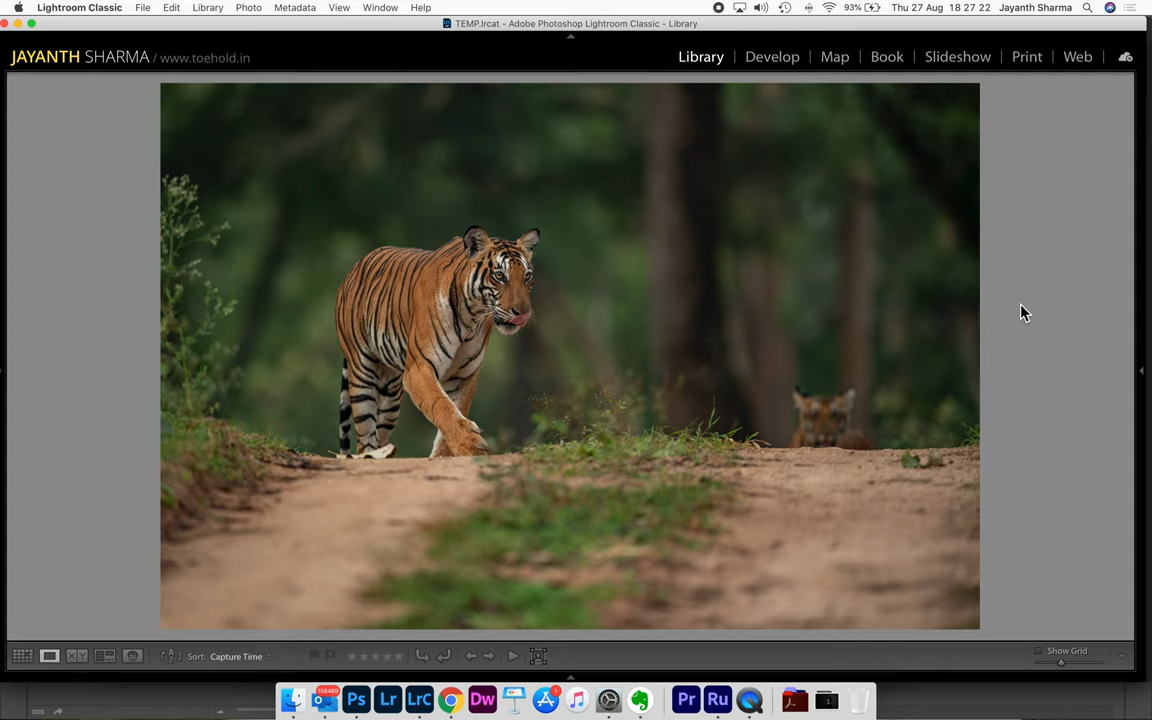 Lightroom Classic File Edit Library Photo Metadata View Window Help 93% Thu 27 Aug 18 27 22 Jayanth Sharma
TEMP.lrcat - Adobe Photoshop Lightroom Classic - Library
JAYANTH SHARMA / www.toehold.in Library | Develop | Map | Book | Slideshow | Print | Web |
Sort: Capture Time Show Grid
158469 Ps Lr LrC Dw 1 Pr Ru